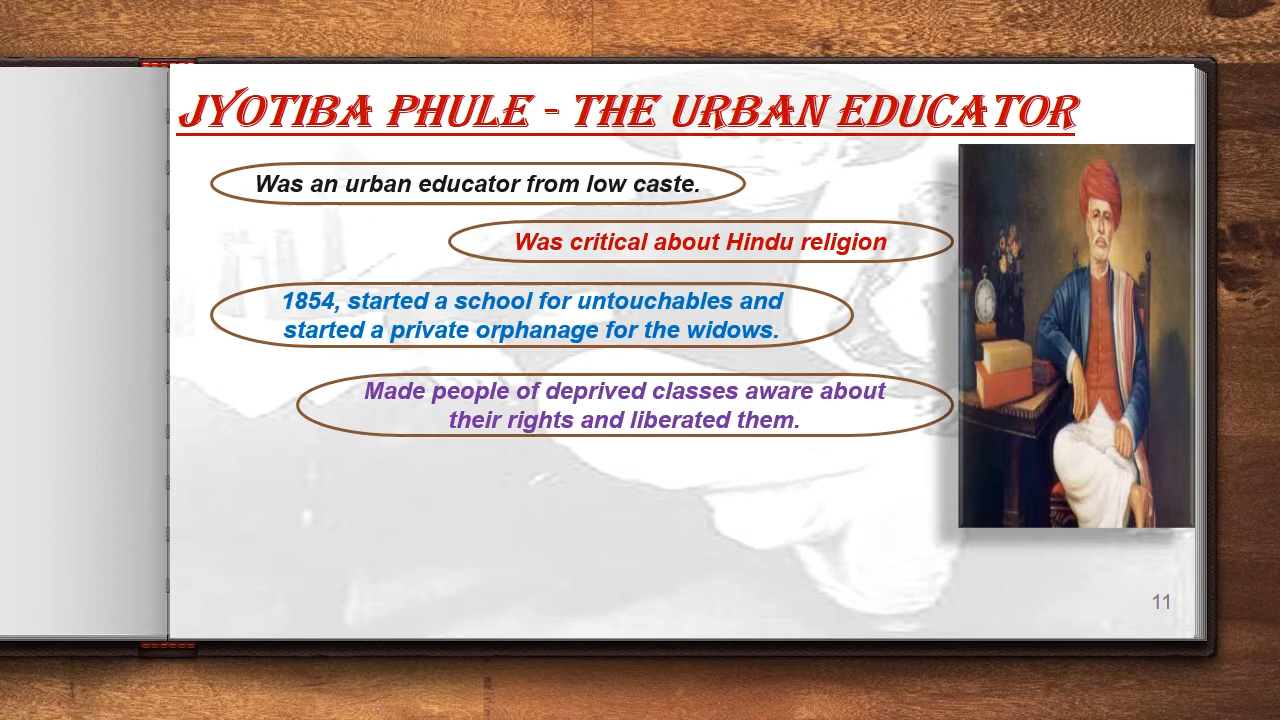 JYOTIBA PHULE - THE URBAN EDUCATOR
Was an urban educator from low caste.
Was critical about Hindu religion
1854, started a school for untouchables and
started a private orphanage for the widows.
Made people of deprived classes aware about
their rights and liberated them.
11